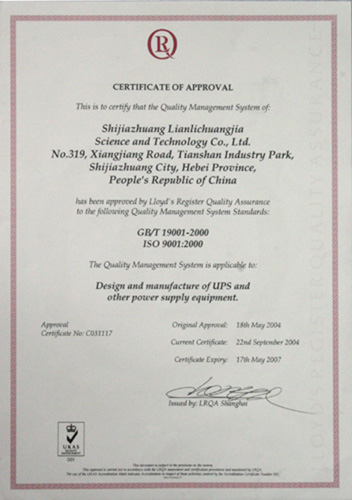 CERTIFICATE OF APPROVAL
This is to certify that the Quality Management System of:
Shijiazhuang Lianlichuangjia
Science and Technology Co., Ltd.
No.319, Xiangjiang Road, Tianshan Industry Park,
Shijiazhuang City, Hebei Province,
People's Republic of China
has been approved by Lloyd's Register Quality Assurance
to the following Quality Management System Standards:
GB/T 19001-2000
ISO 9001:2000
The Quality Management System is applicable to:
Design and manufacture of UPS and
other power supply equipment.
Approval
Certificate No: C031117
Original Approval: 18th May 2004
Current Certificate: 22nd September 2004
Certificate Expiry: 17th May 2007
Issued by: LRQA Shanghai
UKAS